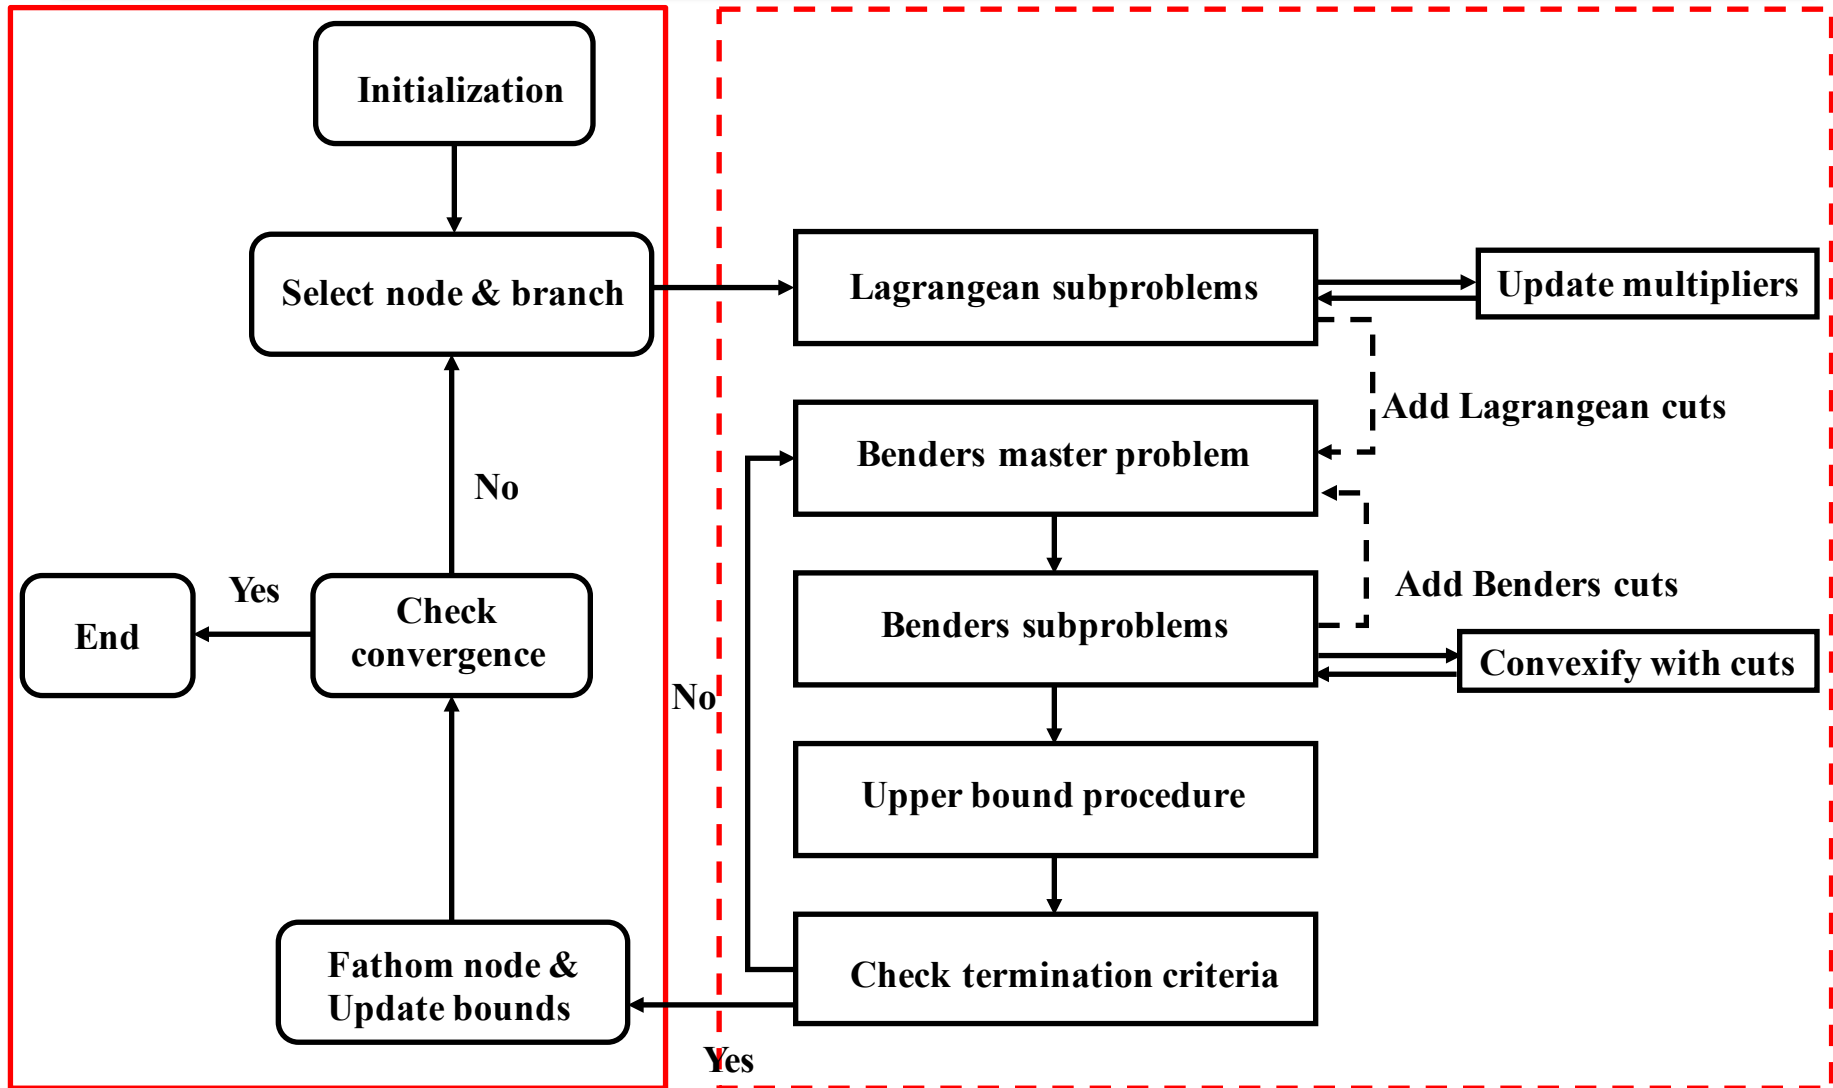 Initialization
Select node & branch
Lagrangean subproblems
Update multipliers
Add Lagrangean cuts
Benders master problem
No
Yes
Check
convergence
End
Add Benders cuts
Benders subproblems
Convexify with cuts
No
Upper bound procedure
Fathom node &
Update bounds
Check termination criteria
Yes